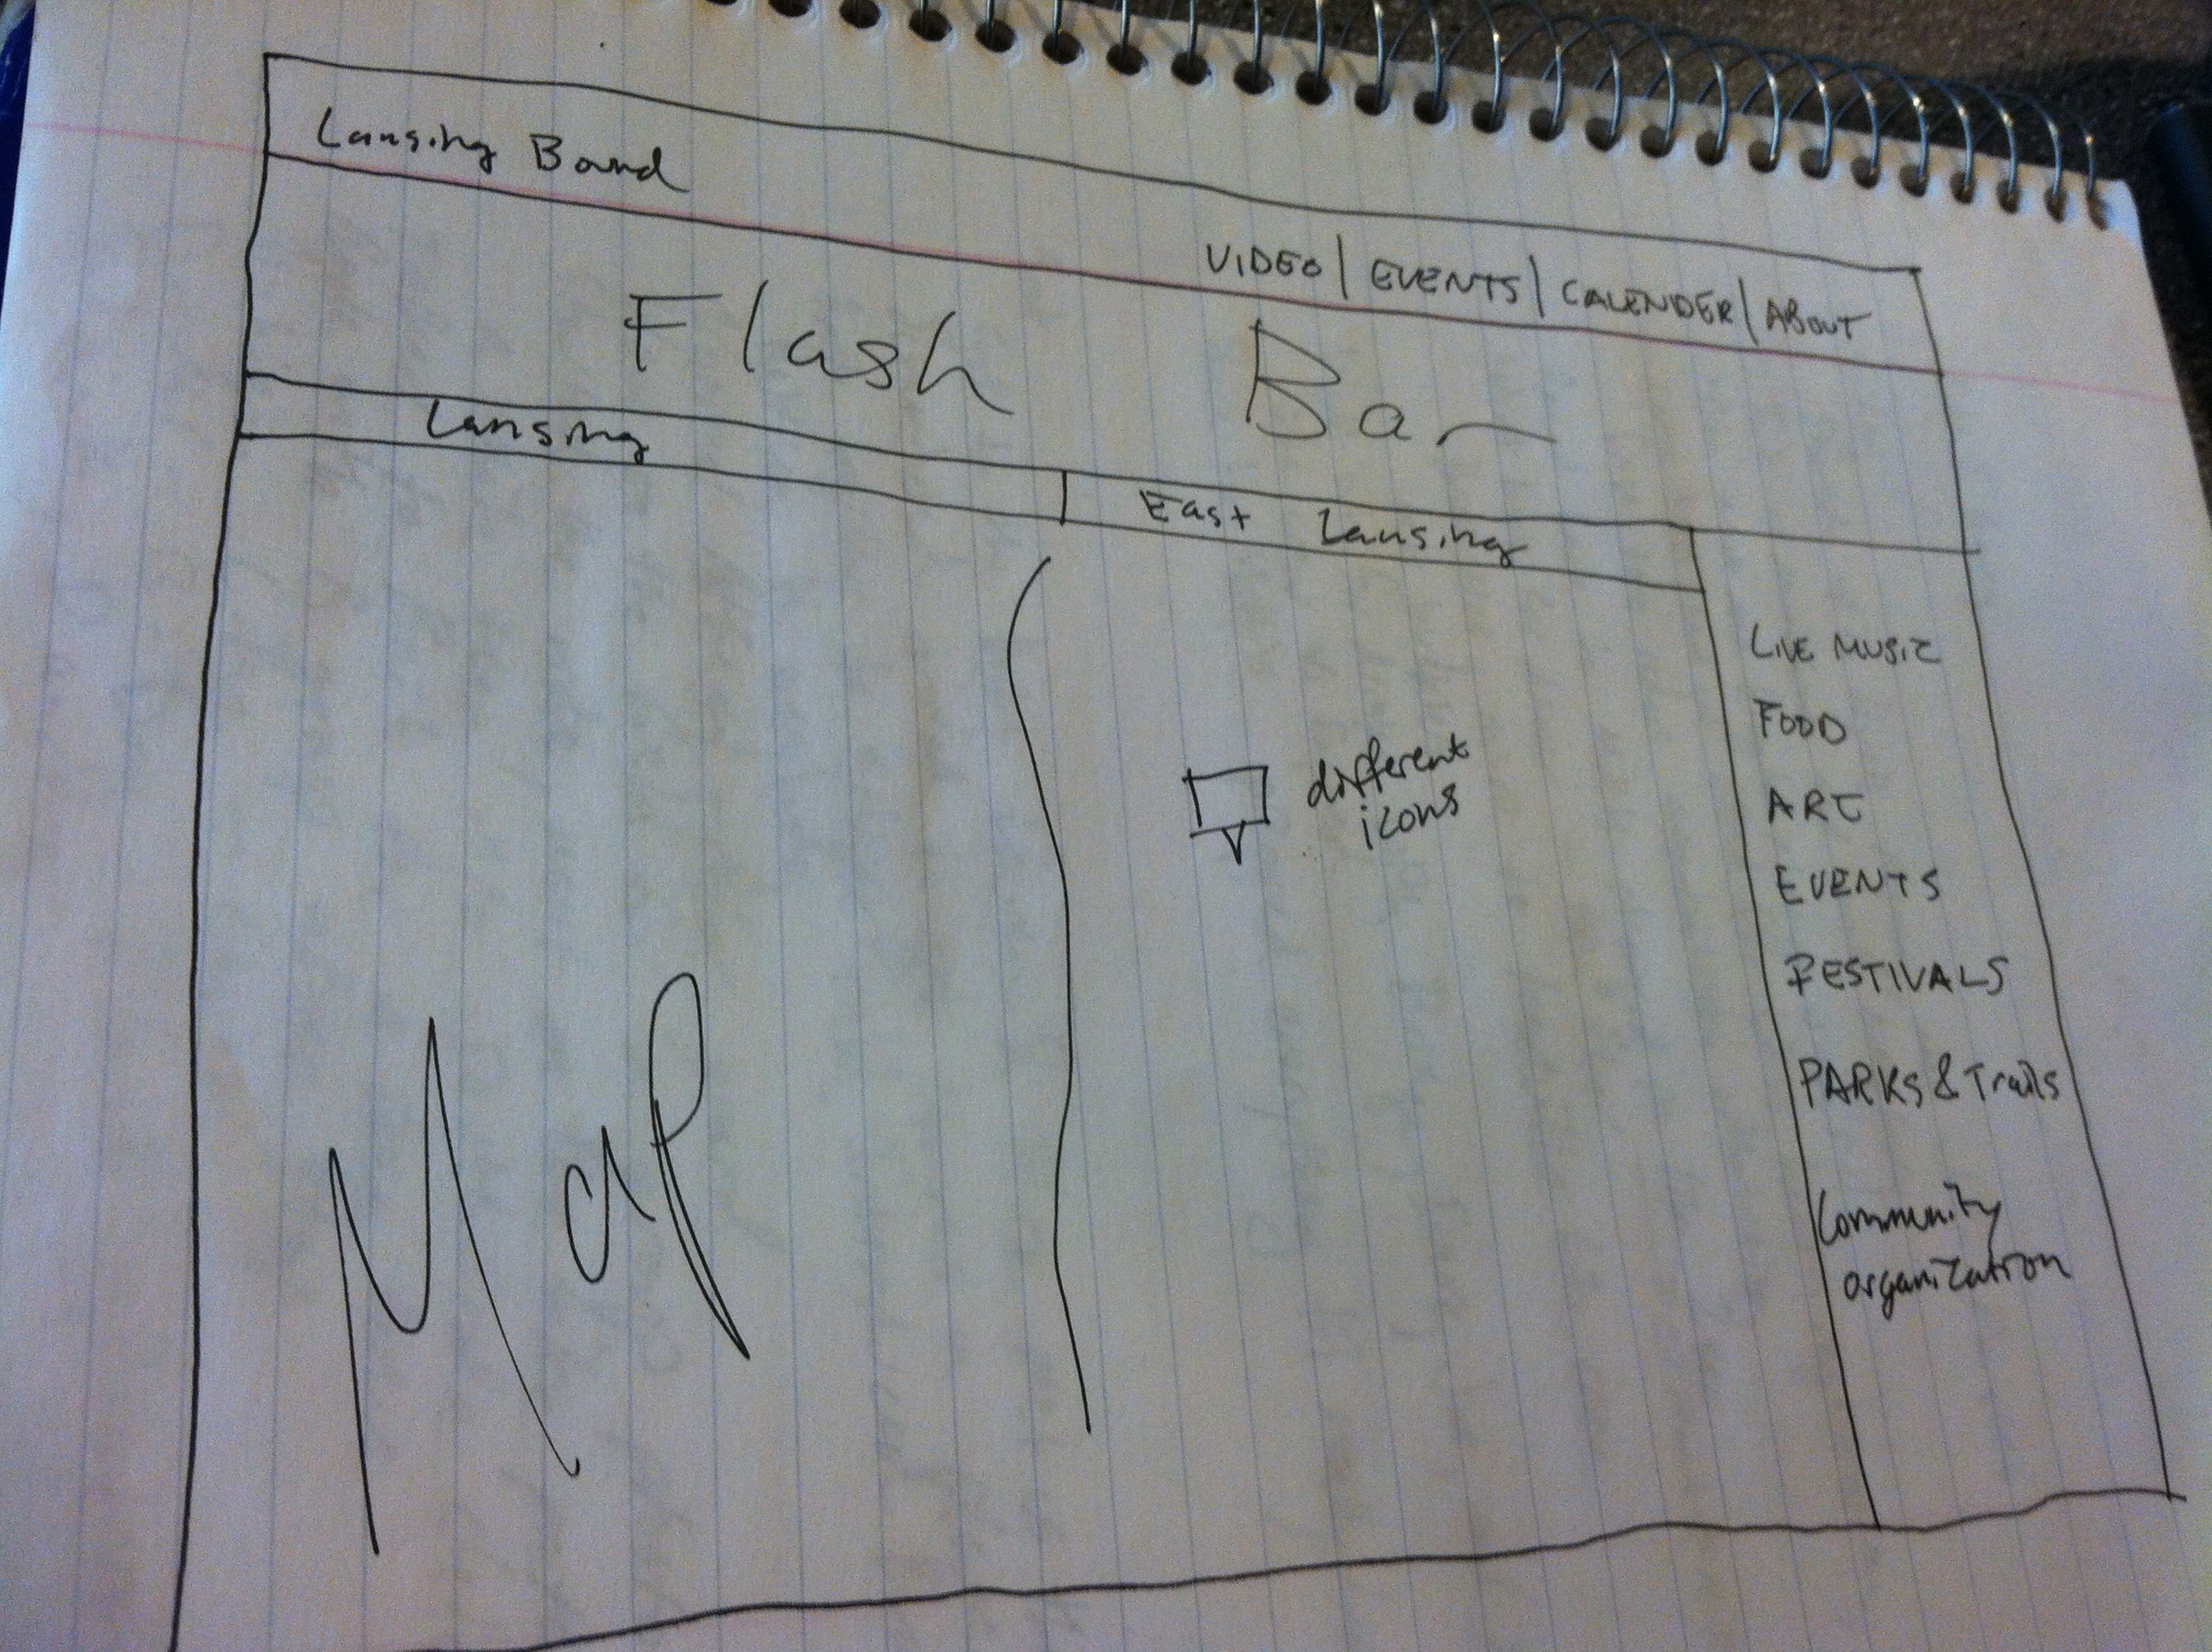 Lansing Board
VIDEO | EVENTS | CALENDER | ABOUT
Flash Bar
Lansing
East Lansing
different
icons
Map
LIVE MUSIC
FOOD
ART
EVENTS
FESTIVALS
PARKS & Trails
Community
organization